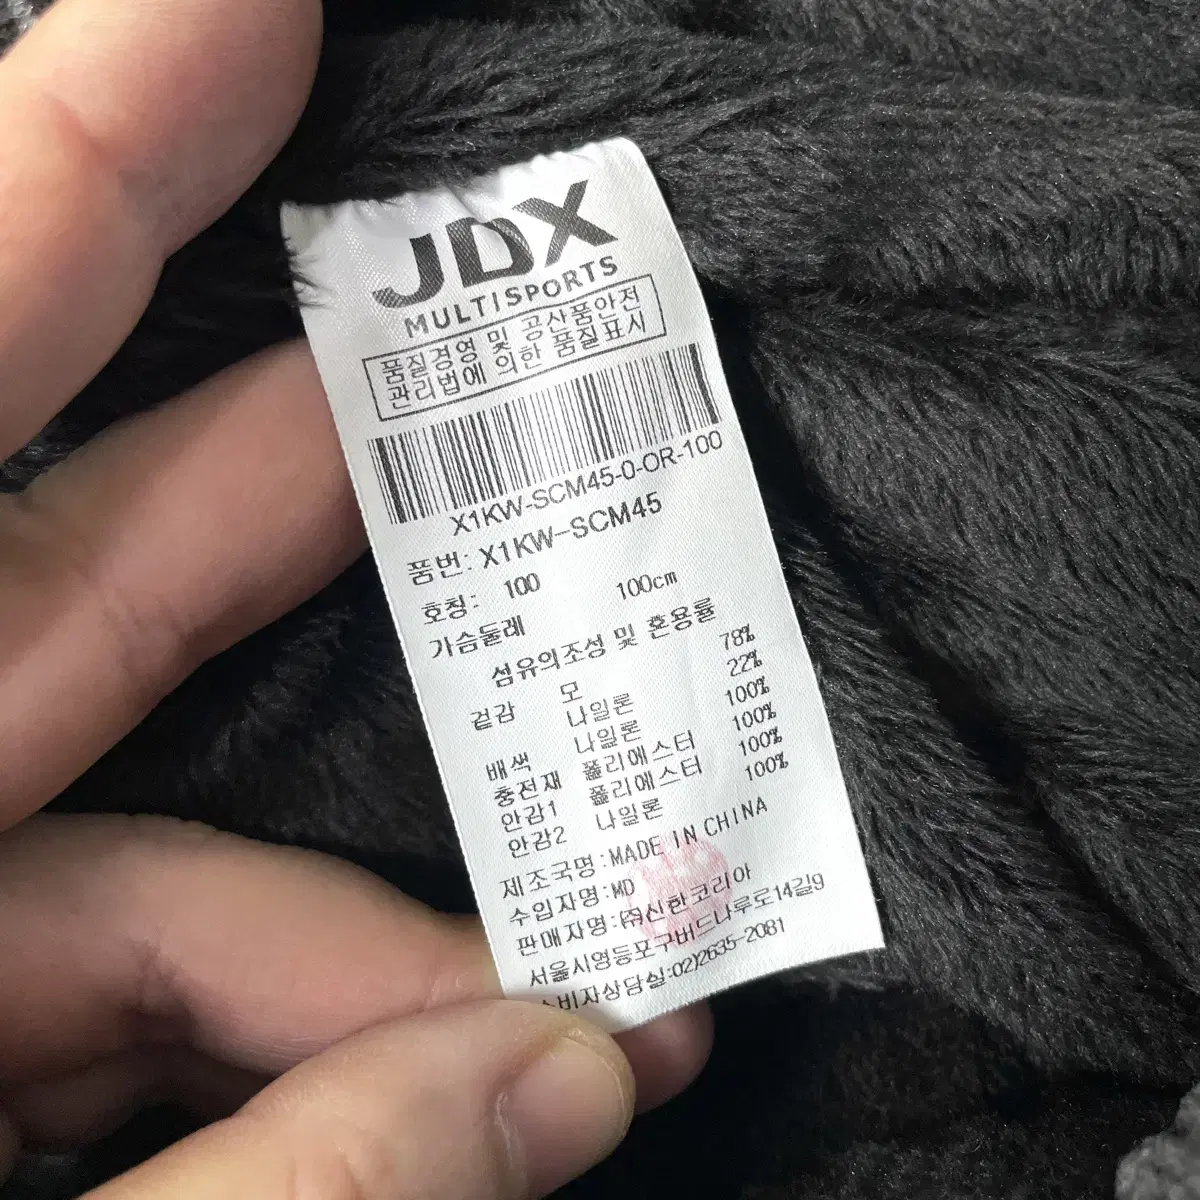 JDX
MULTISPORTS
품질경영 및 공산품안전
관리법에 의한 품질표시
X1KW-SCM45-0-OR-100
품번: X1KW-SCM45
호칭: 100
가슴둘레 100cm
섬유의조성 및 혼용률
겉감 모 78%
나일론 22%
배색 나일론 100%
충전재 폴리에스터 100%
안감1 폴리에스터 100%
안감2 나일론 100%
제조국명:MADE IN CHINA
수입자명:MD
판매자명:(주)신한코리아
서울시영등포구버드나루로14길9
소비자상담실:02)2635-2081